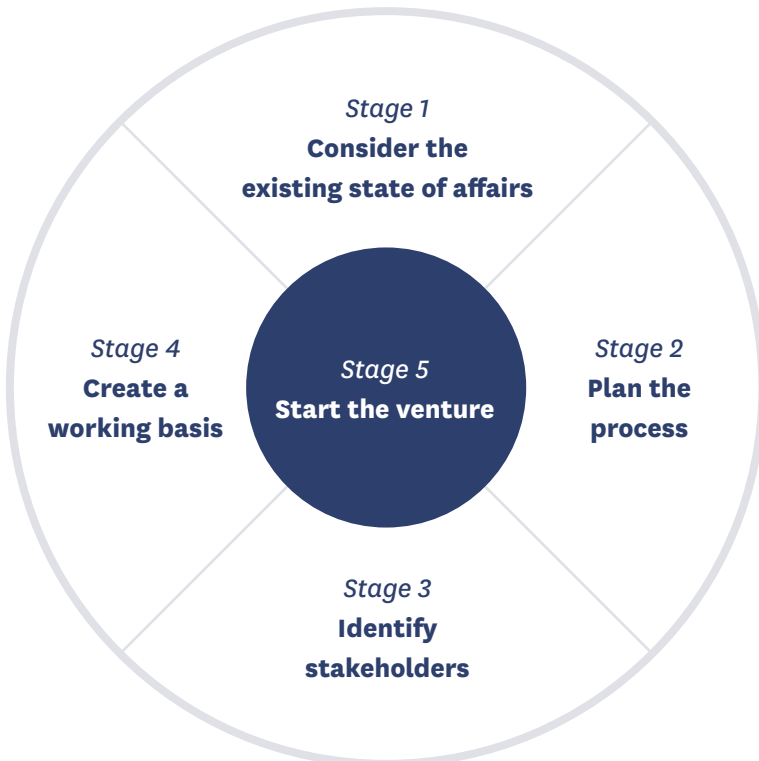 Stage 1
Consider the
existing state of affairs
Stage 2
Plan the
process
Stage 3
Identify
stakeholders
Stage 4
Create a
working basis
Stage 5
Start the venture